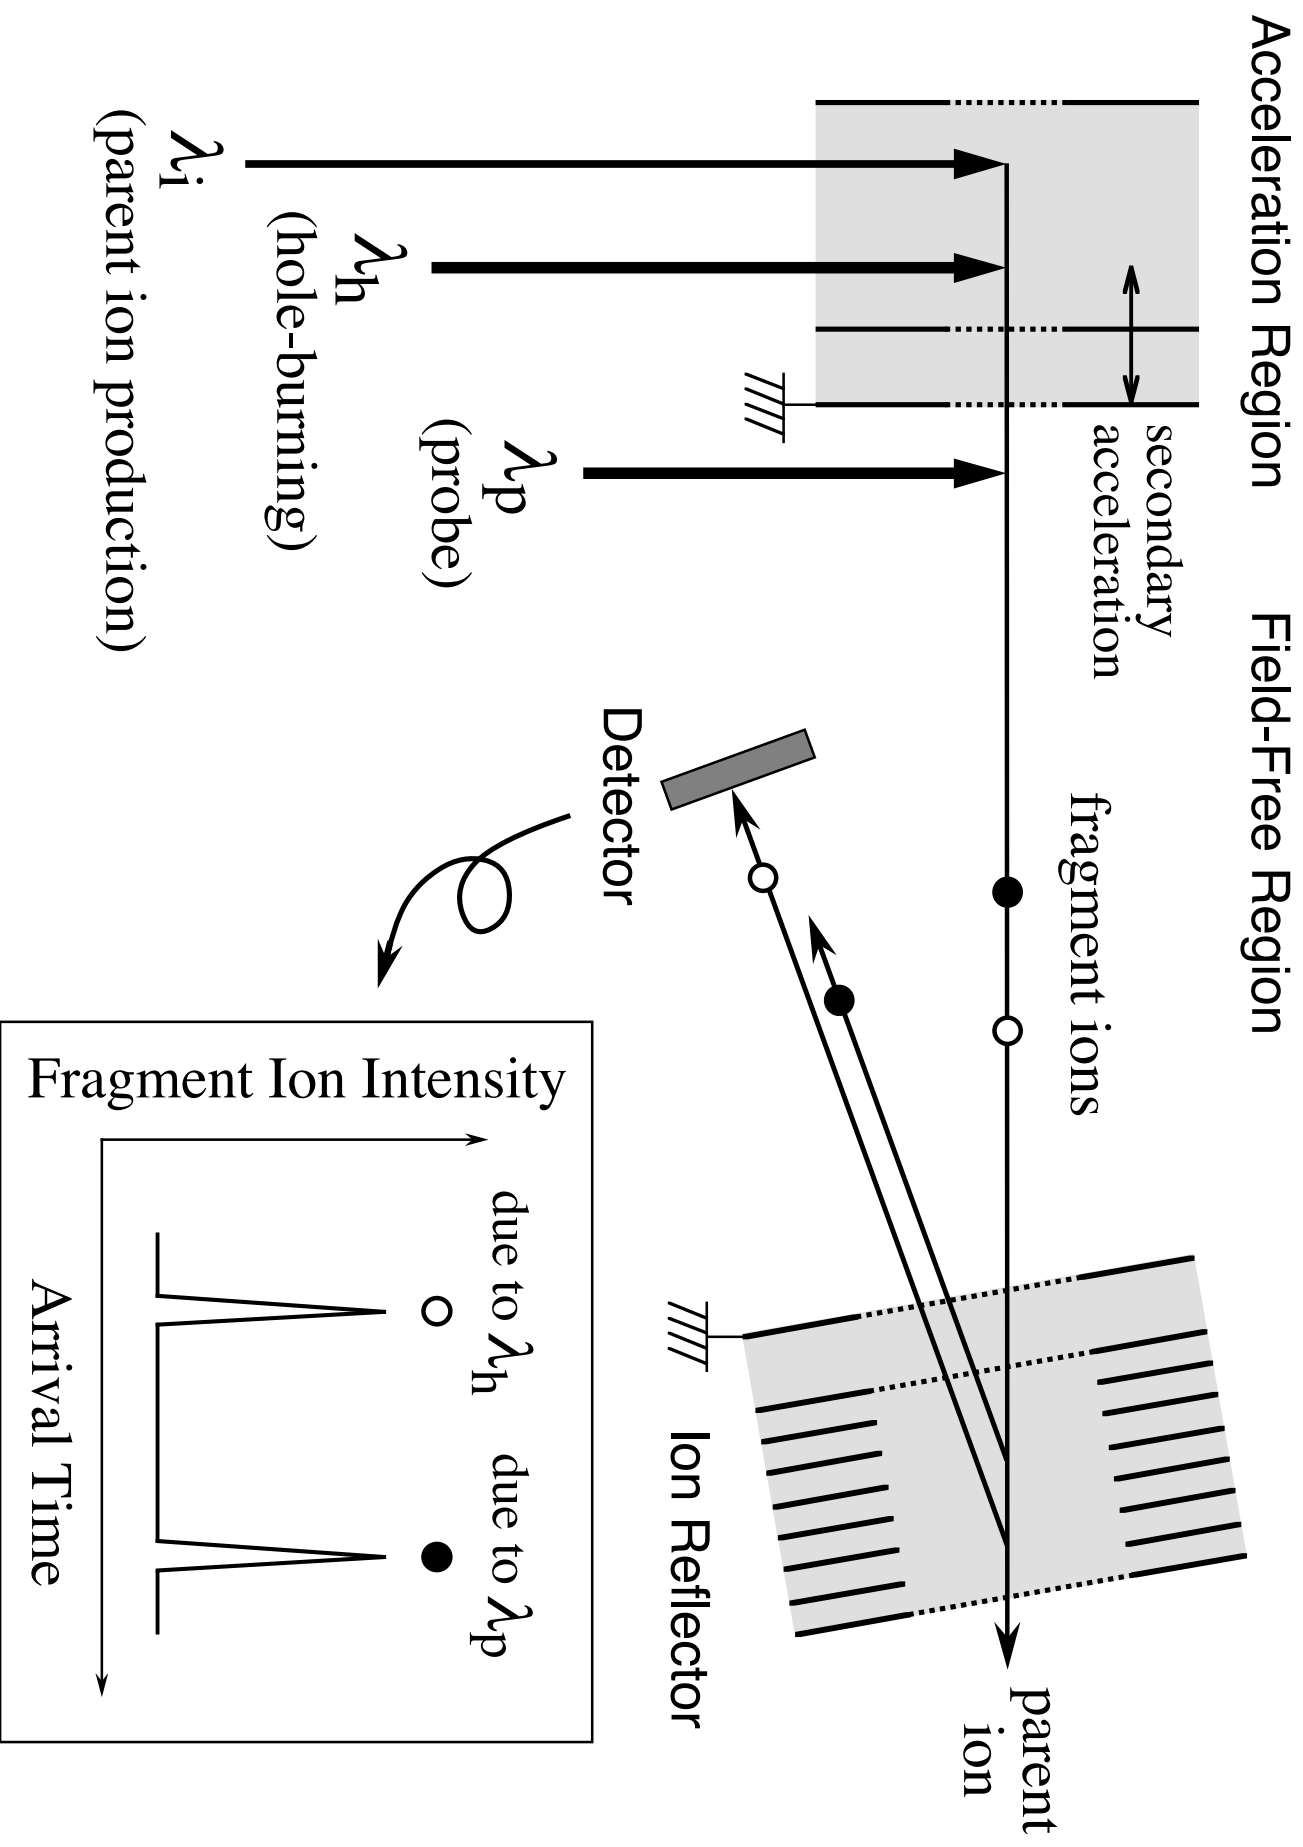 Acceleration Region
Field-Free Region
secondary
acceleration
fragment ions
parent
ion
λi
(parent ion production)
λh
(hole-burning)
λp
(probe)
Detector
Ion Reflector
Fragment Ion Intensity
due to λh
due to λp
Arrival Time